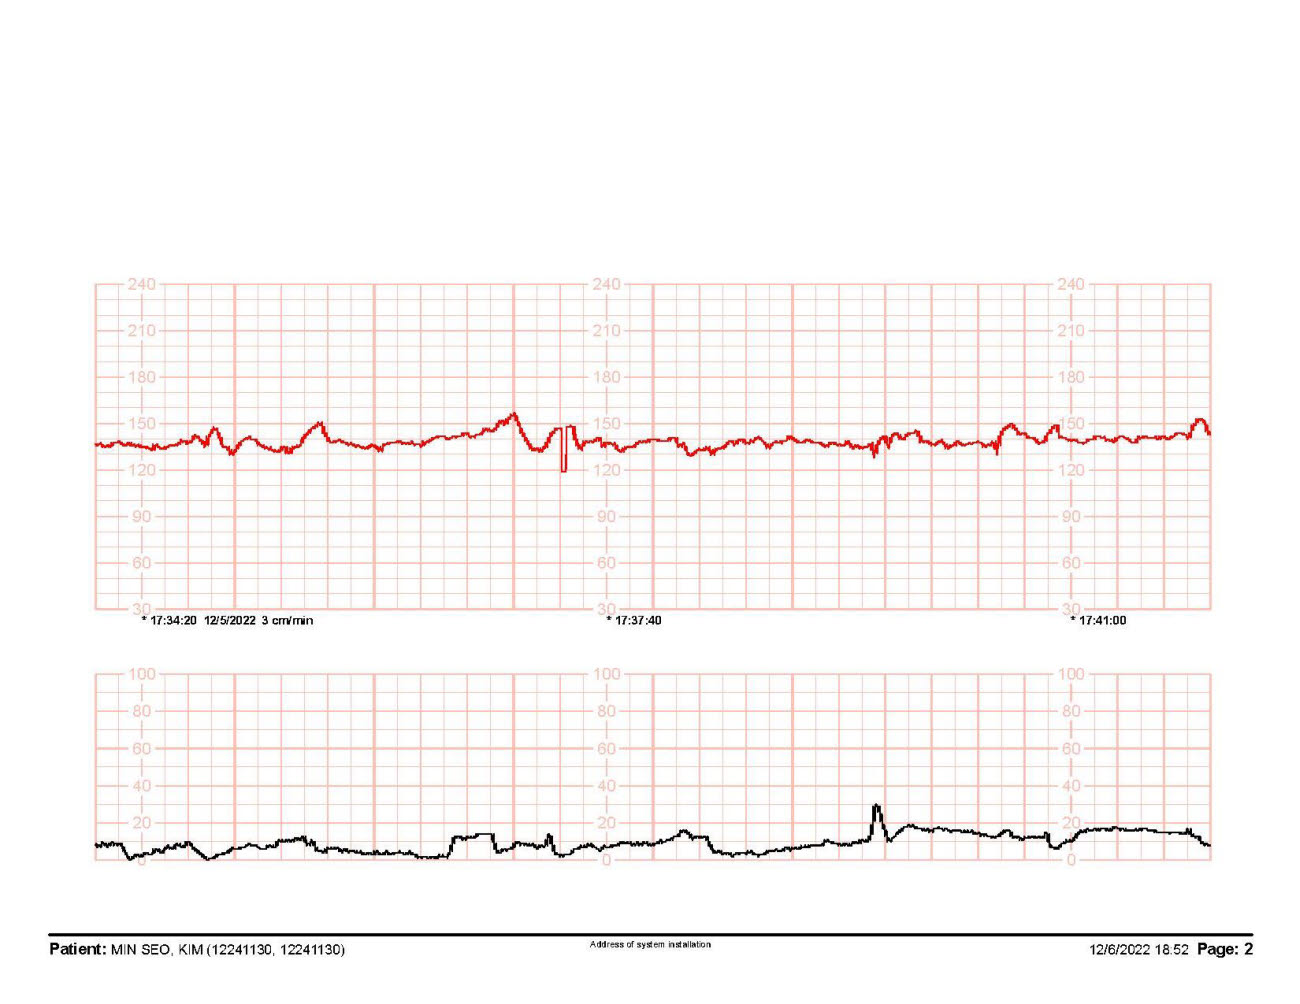 240 240 240
210 210 210
180 180 180
150 150 150
120 120 120
90 90 90
60 60 60
30 30 30
* 17:34:20 12/5/2022 3 cm/min * 17:37:40 * 17:41:00
100 100 100
80 80 80
60 60 60
40 40 40
20 20 20
0 0 0
Patient: MIN SEO, KIM (12241130, 12241130) Address of system installation 12/6/2022 18:52 Page: 2